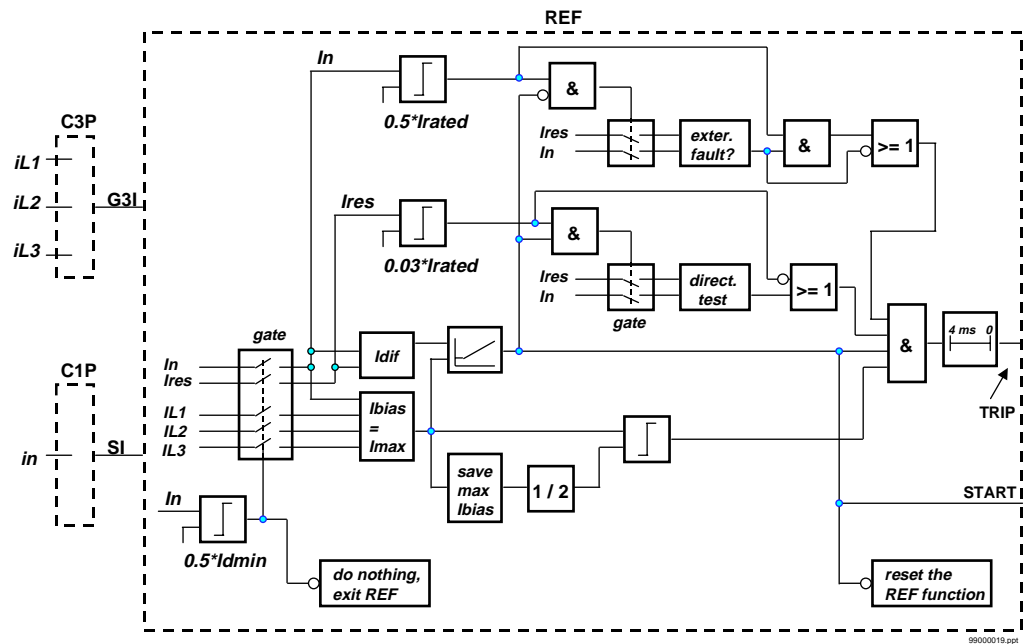 REF
In
&
0.5*Irated
C3P
iL1
iL2
iL3
G3I
Ires
In
exter.
fault?
&
>= 1
Ires
&
0.03*Irated
Ires
In
direct.
test
>= 1
gate
gate
Idif
&
4 ms 0
TRIP
In
Ires
IL1
IL2
IL3
Ibias
=
Imax
C1P
in
SI
save
max
Ibias
1 / 2
START
In
0.5*Idmin
do nothing,
exit REF
reset the
REF function
99000019.ppt